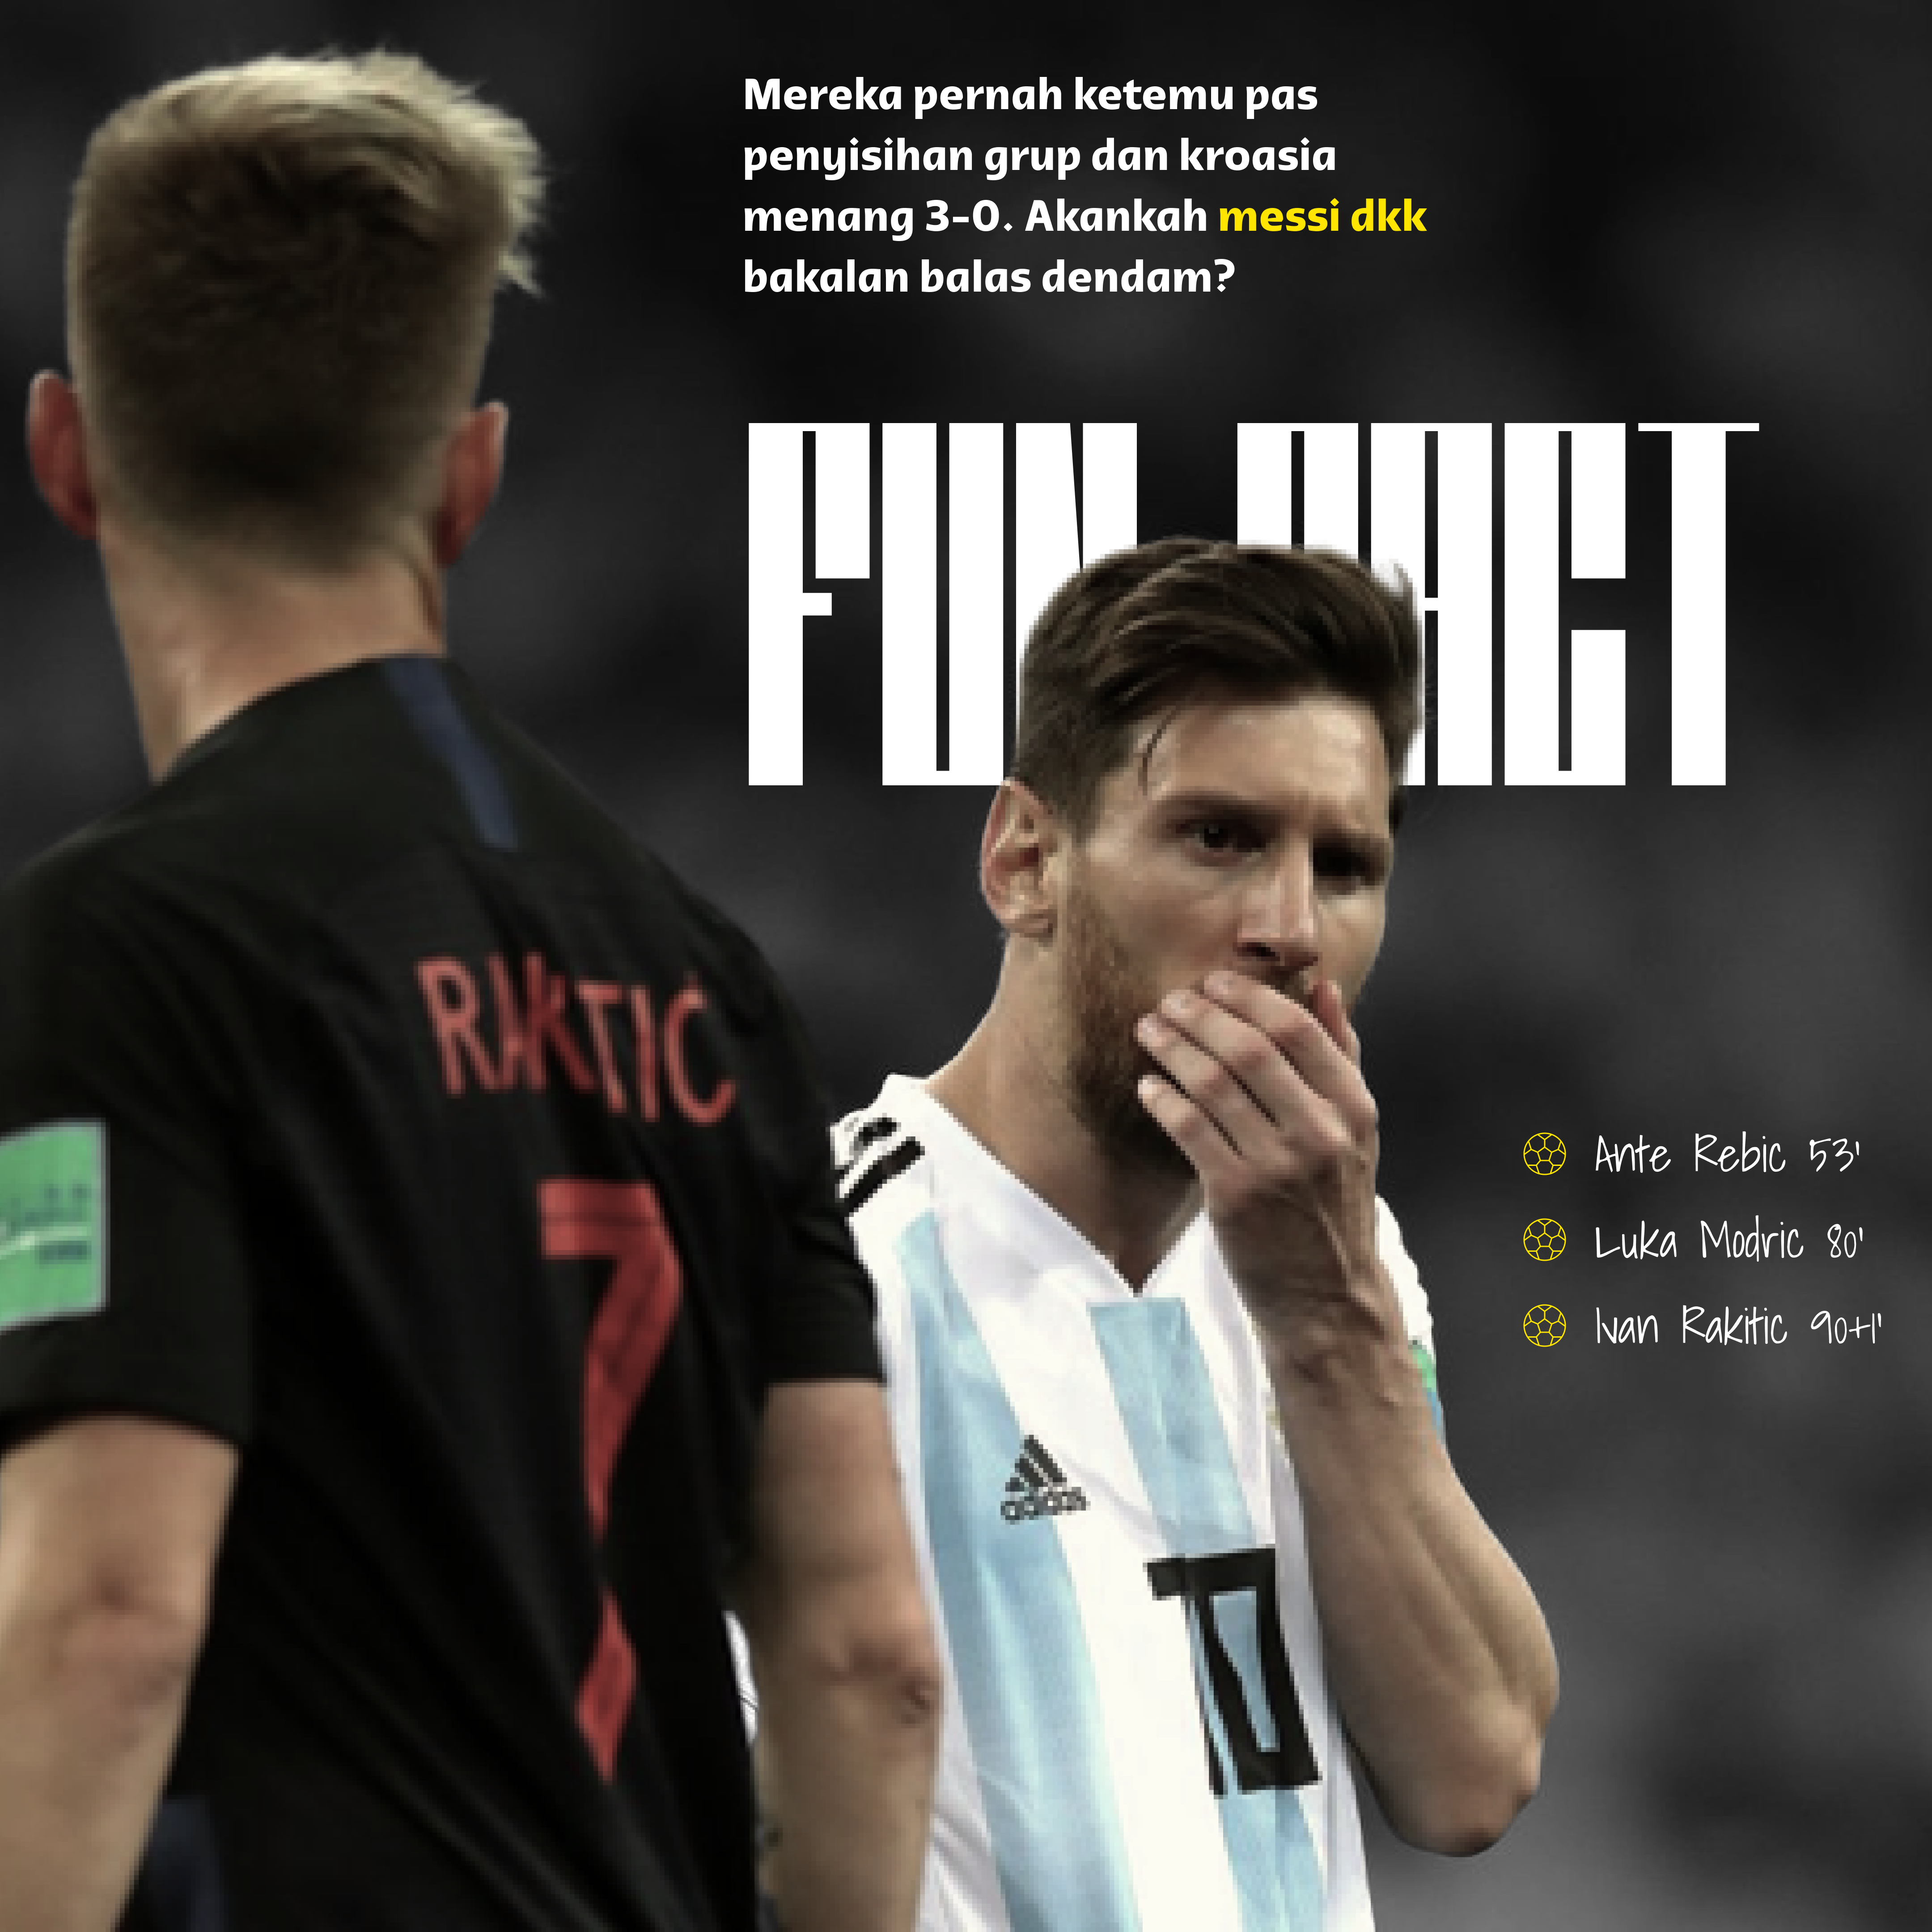 Mereka pernah ketemu pas
penyisihan grup dan kroasia
menang 3-0. Akankah messi dkk
bakalan balas dendam?
FUN FACT
RAKITIĆ
7
Ante Rebic 53'
Luka Modric 80'
Ivan Rakitic 90+1'
adidas
10